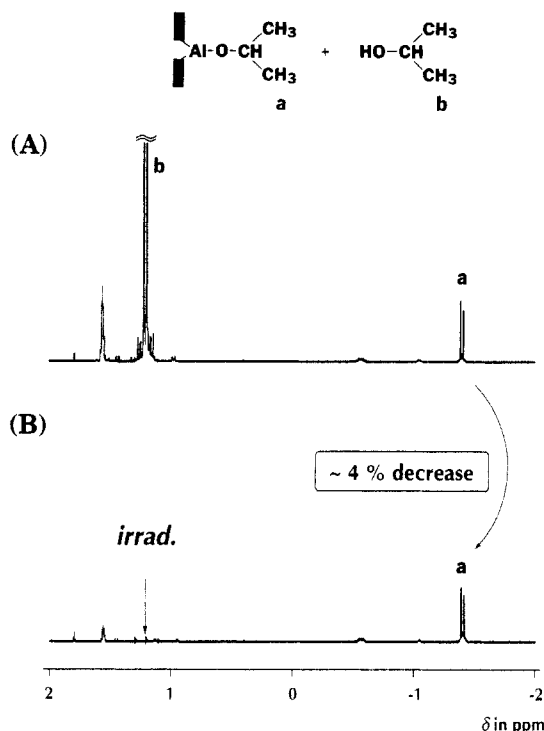 CH3
Al-O-CH + HO-CH
CH3 CH3
CH3
a b
(A)
b
a
(B)
~ 4 % decrease
irrad.
a
2 1 0 -1 -2
δ in ppm